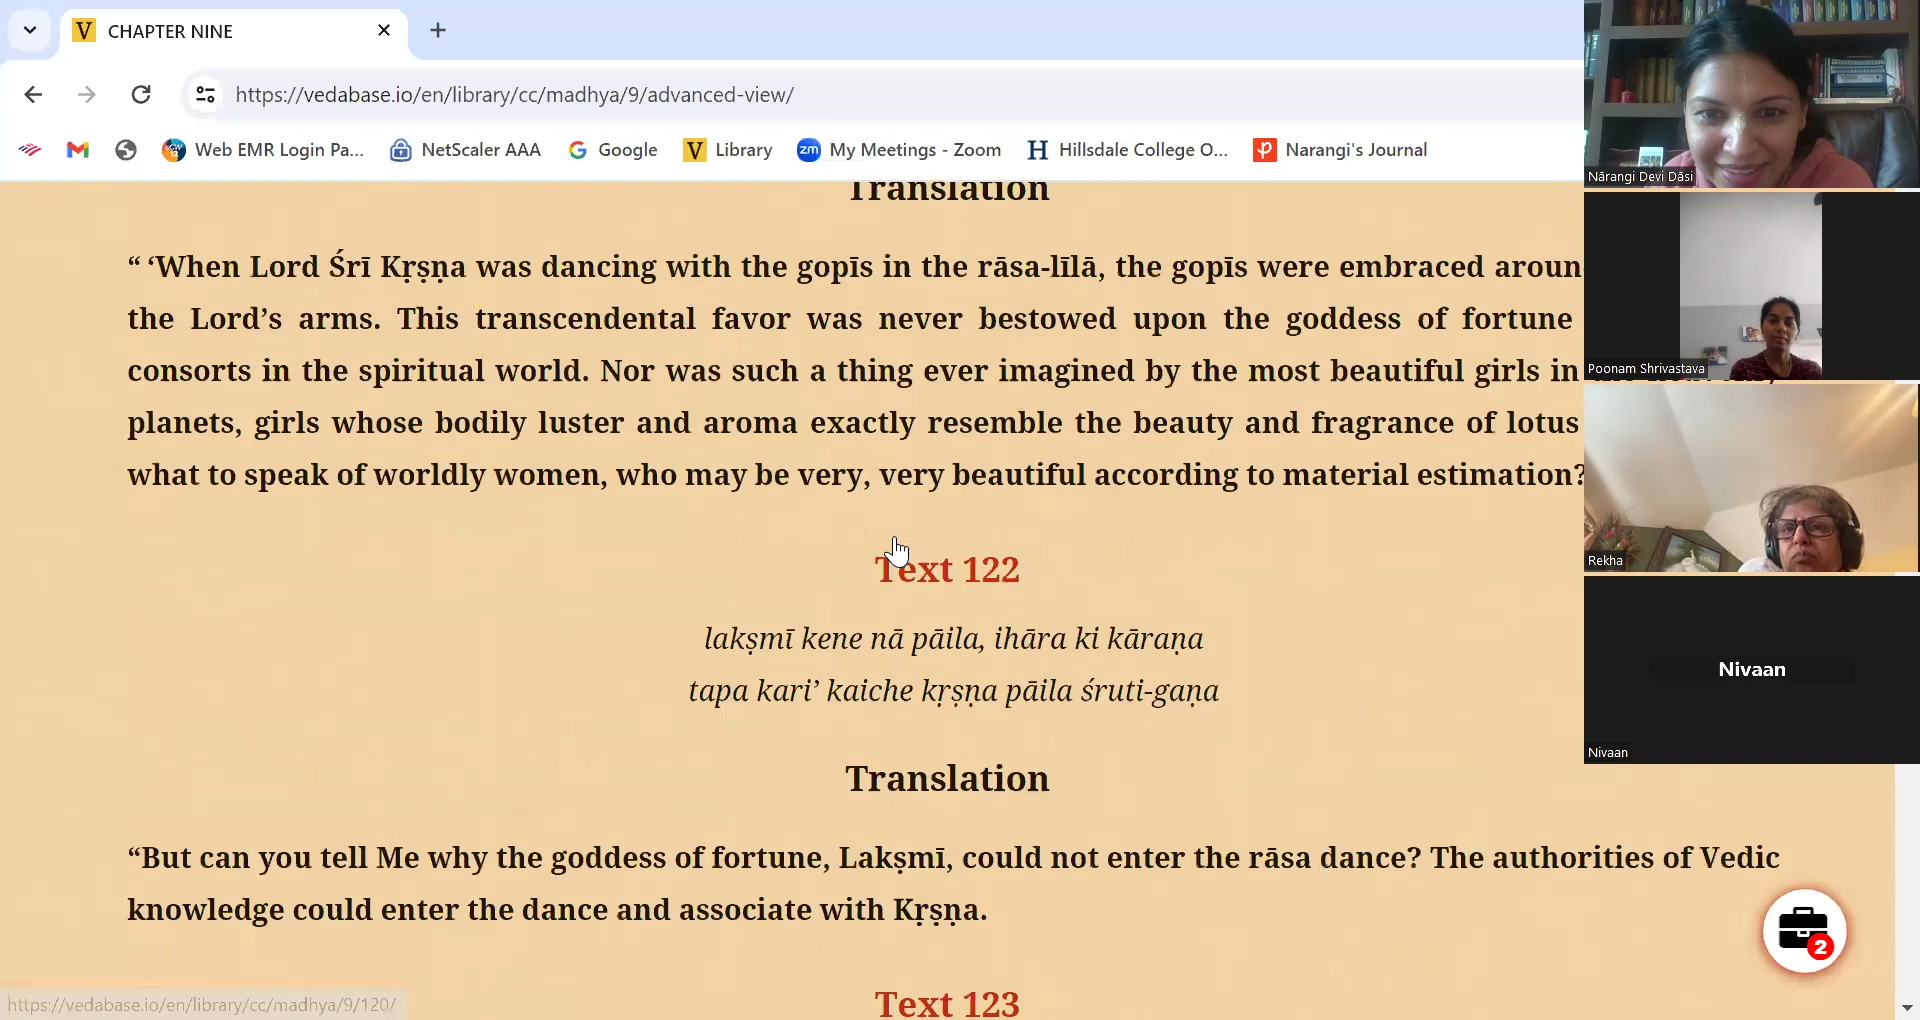 CHAPTER NINE
https://vedabase.io/en/library/cc/madhya/9/advanced-view/
Web EMR Login Pa...
NetScaler AAA
Google
Library
My Meetings - Zoom
Hillsdale College O...
Narangi's Journal
Translation
“ ‘When Lord Śrī Kṛṣṇa was dancing with the gopīs in the rāsa-līlā, the gopīs were embraced
the Lord’s arms. This transcendental favor was never bestowed upon the goddess of fortune
consorts in the spiritual world. Nor was such a thing ever imagined by the most beautiful girls in
planets, girls whose bodily luster and aroma exactly resemble the beauty and fragrance of lotus
what to speak of worldly women, who may be very, very beautiful according to material estimation?
Text 122
lakṣmī kene nā pāila, ihāra ki kāraṇa
tapa kari’ kaiche kṛṣṇa pāila śruti-gaṇa
Translation
“But can you tell Me why the goddess of fortune, Lakṣmī, could not enter the rāsa dance? The authorities of Vedic
knowledge could enter the dance and associate with Kṛṣṇa.
Text 123
https://vedabase.io/en/library/cc/madhya/9/120/
2
Nārangi Devi Dāsi
Poonam Shrivastava
Rekha
Nivaan
Nivaan